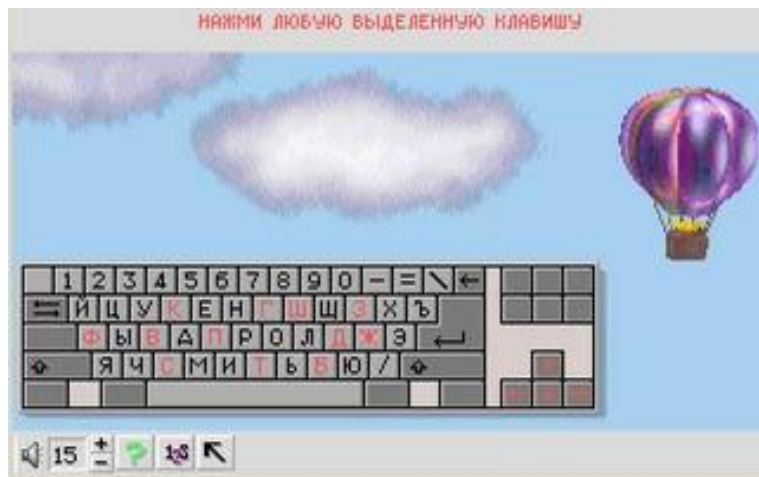 НАЖМИ ЛЮБУЮ ВЫДЕЛЕННУЮ КЛАВИШУ
1 2 3 4 5 6 7 8 9 0 - = \ ←
Й Ц У К Е Н Г Ш Щ З Х Ъ
Ф Ы В А П Р О Л Д Ж Э
Я Ч С М И Т Ь Б Ю /
15 + -